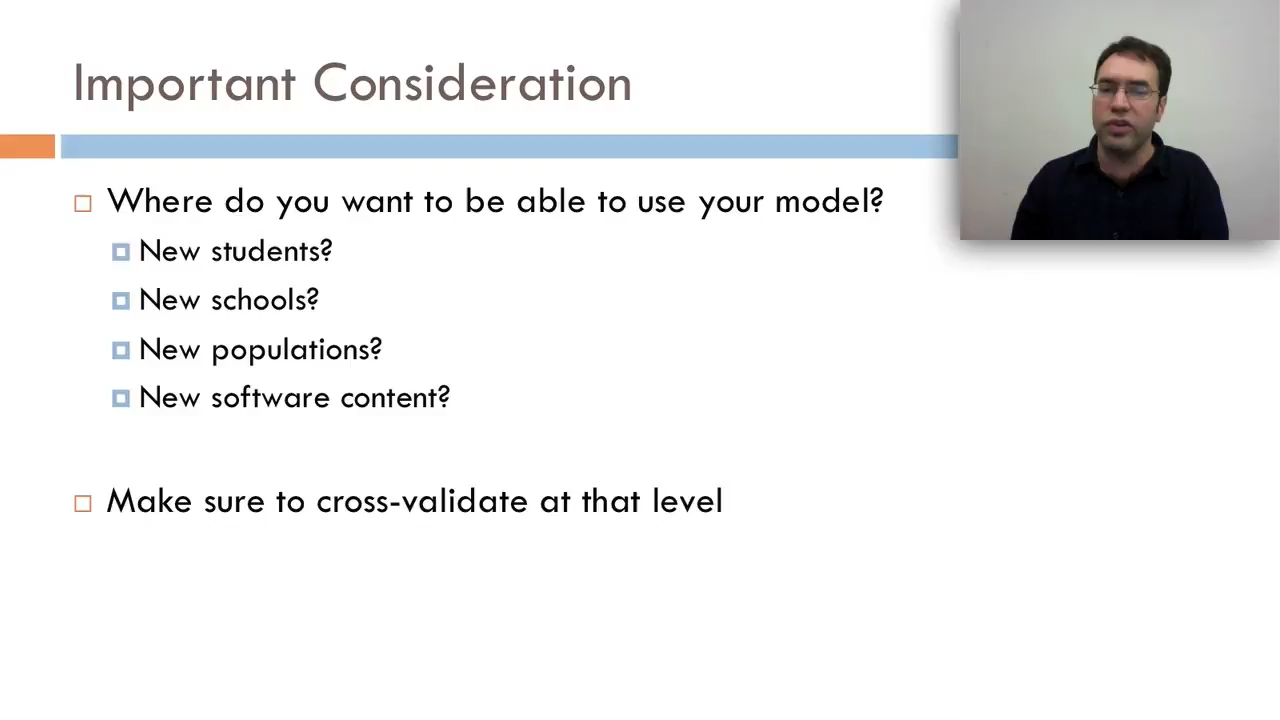 Important Consideration
Where do you want to be able to use your model?
New students?
New schools?
New populations?
New software content?
Make sure to cross-validate at that level